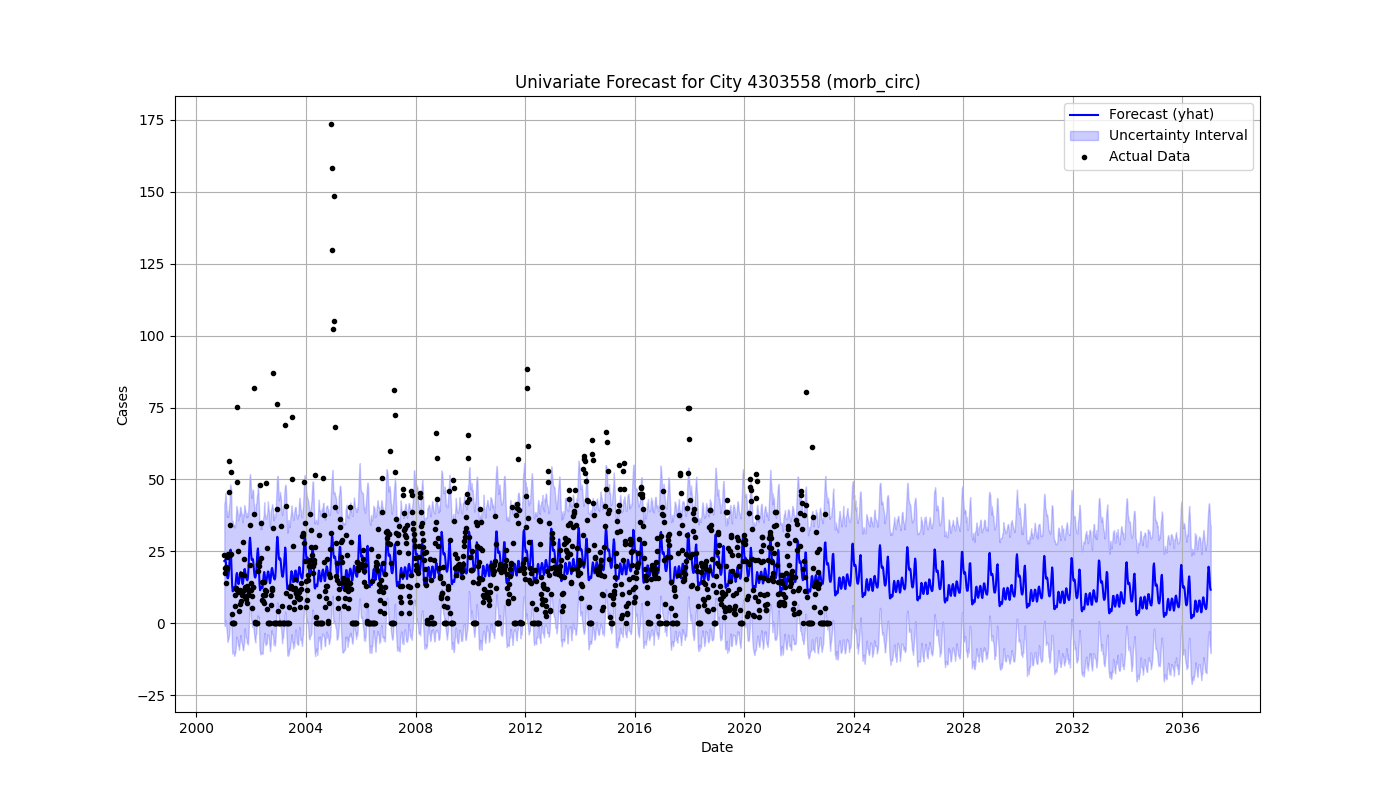 Univariate Forecast for City 4303558 (morb_circ)
Forecast (yhat)
Uncertainty Interval
Actual Data
Cases
175
150
125
100
75
50
25
0
−25
2000 2004 2008 2012 2016 2020 2024 2028 2032 2036
Date